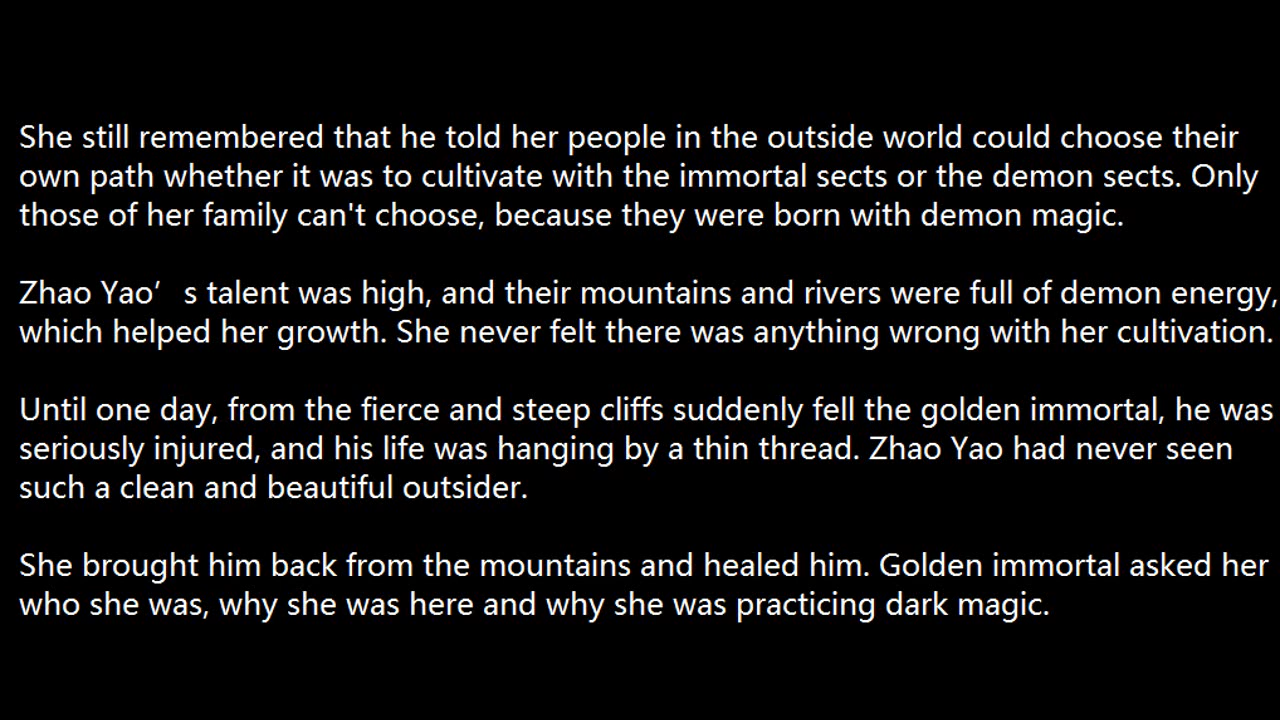 She still remembered that he told her people in the outside world could choose their
own path whether it was to cultivate with the immortal sects or the demon sects. Only
those of her family can't choose, because they were born with demon magic.
Zhao Yao’ s talent was high, and their mountains and rivers were full of demon energy,
which helped her growth. She never felt there was anything wrong with her cultivation.
Until one day, from the fierce and steep cliffs suddenly fell the golden immortal, he was
seriously injured, and his life was hanging by a thin thread. Zhao Yao had never seen
such a clean and beautiful outsider.
She brought him back from the mountains and healed him. Golden immortal asked her
who she was, why she was here and why she was practicing dark magic.